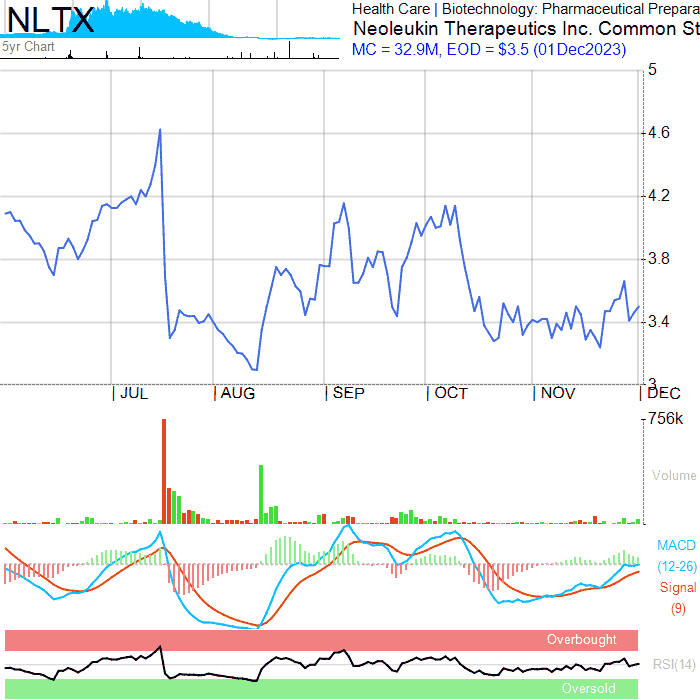 NLTX
5yr Chart
Health Care | Biotechnology: Pharmaceutical Prepara
Neoleukin Therapeutics Inc. Common St
MC = 32.9M, EOD = $3.5 (01Dec2023)
5
4.6
4.2
3.8
3.4
3
JUL AUG SEP OCT NOV DEC
756k
Volume
MACD
(12-26)
Signal
(9)
Overbought
RSI(14)
Oversold